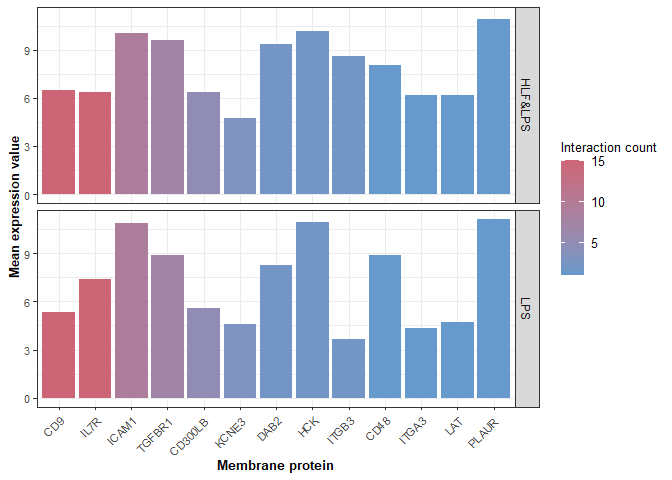 9
6
3
0
HLF&LPS
9
6
3
0
LPS
Mean expression value
CD9
IL7R
ICAM1
TGFBR1
CD300LB
KCNE3
DAB2
HCK
ITGB3
CD48
ITGA3
LAT
PLAUR
Membrane protein
Interaction count
15
10
5